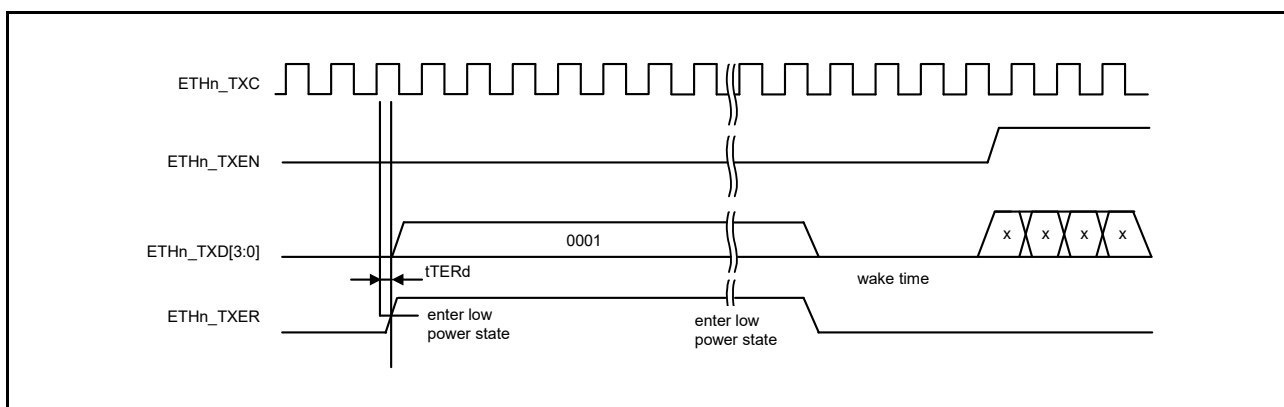 ETHn_TXC
ETHn_TXEN
ETHn_TXD[3:0]
0001
x x x x
tTERd
wake time
ETHn_TXER
enter low
power state
enter low
power state